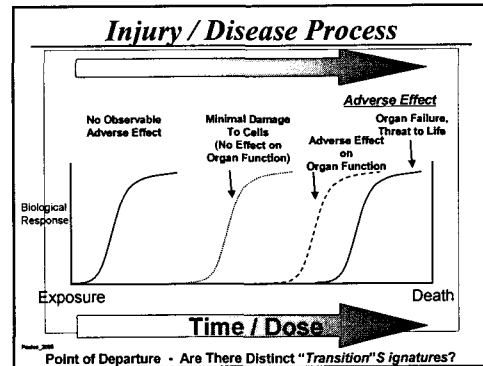 Injury / Disease Process
Adverse Effect
No Observable
Adverse Effect
Minimal Damage
To Cells
(No Effect on
Organ Function)
Adverse Effect
on
Organ Function
Organ Failure,
Threat to Life
Biological
Response
Exposure
Death
Time / Dose
Point of Departure - Are There Distinct "Transition"S ignatures?